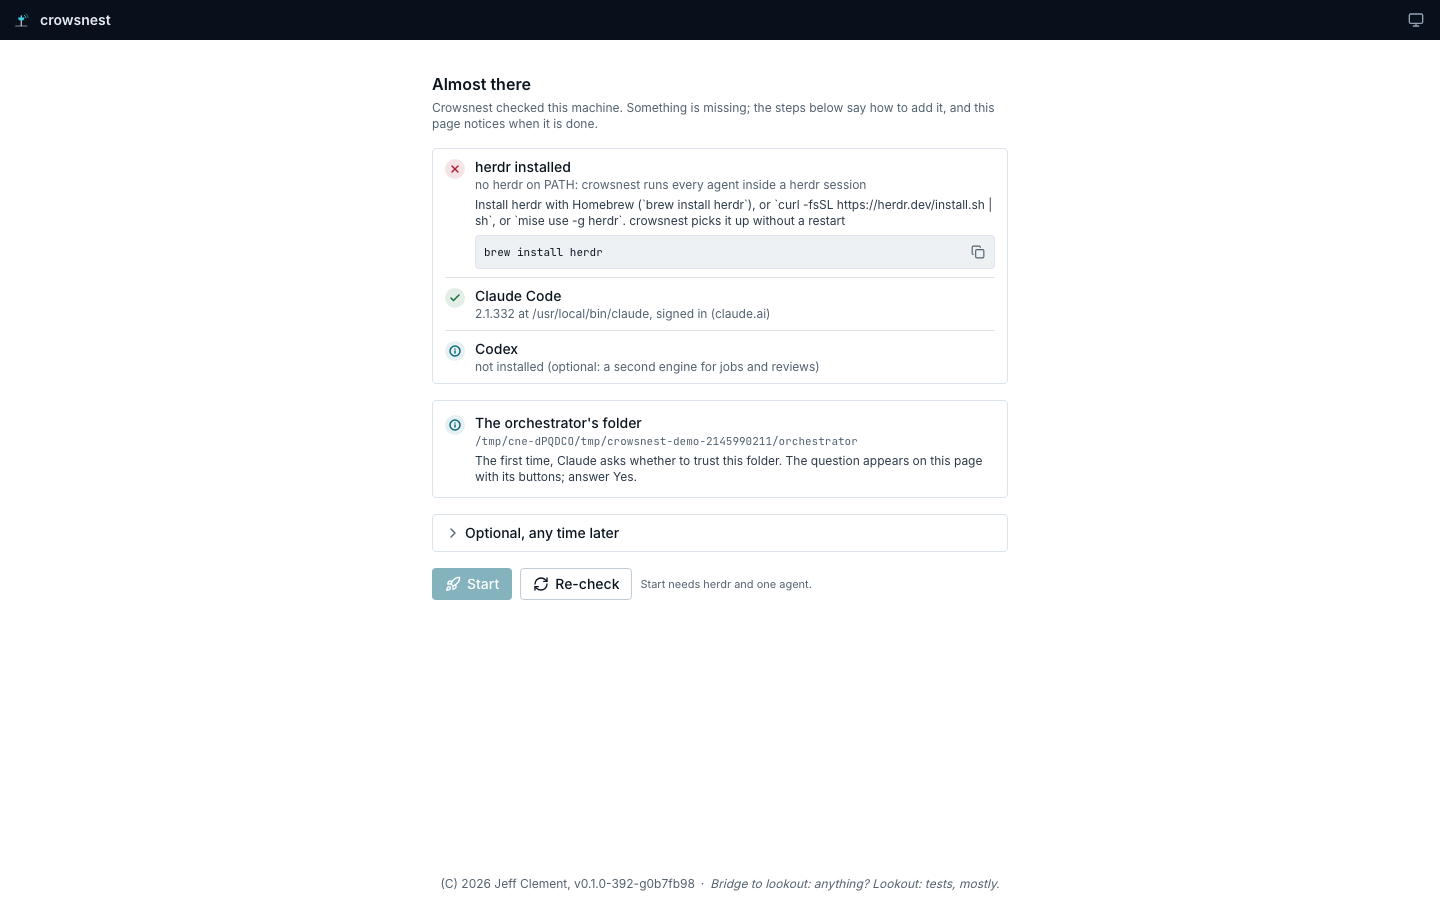 crowsnest
Almost there
Crowsnest checked this machine. Something is missing; the steps below say how to add it, and this
page notices when it is done.
herdr installed
no herdr on PATH: crowsnest runs every agent inside a herdr session
Install herdr with Homebrew (`brew install herdr`), or `curl -fsSL https://herdr.dev/install.sh |
sh`, or `mise use -g herdr`. crowsnest picks it up without a restart
brew install herdr
Claude Code
2.1.332 at /usr/local/bin/claude, signed in (claude.ai)
Codex
not installed (optional: a second engine for jobs and reviews)
The orchestrator's folder
/tmp/cne-dPQDCO/tmp/crowsnest-demo-2145990211/orchestrator
The first time, Claude asks whether to trust this folder. The question appears on this page
with its buttons; answer Yes.
Optional, any time later
Start
Re-check
Start needs herdr and one agent.
(C) 2026 Jeff Clement, v0.1.0-392-g0b7fb98 · Bridge to lookout: anything? Lookout: tests, mostly.